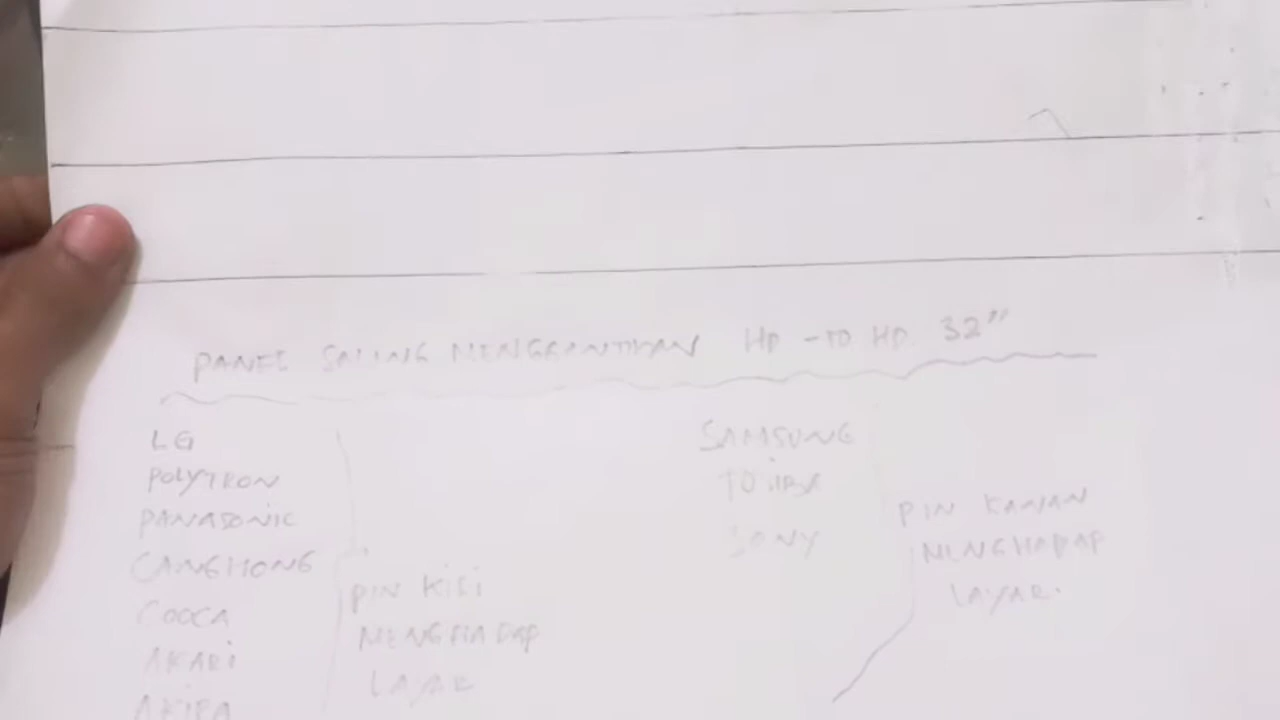 PANEL SALING MENGGANTIKAN HD -TO HD 32"
LG
POLYTRON
PANASONIC
CANGHONG
COOCA
AKARI
AKIRA
PIN KIRI
MENGHADAP
LAYAR
SAMSUNG
SONY
PIN KANAN
MENGHADAP
LAYAR.